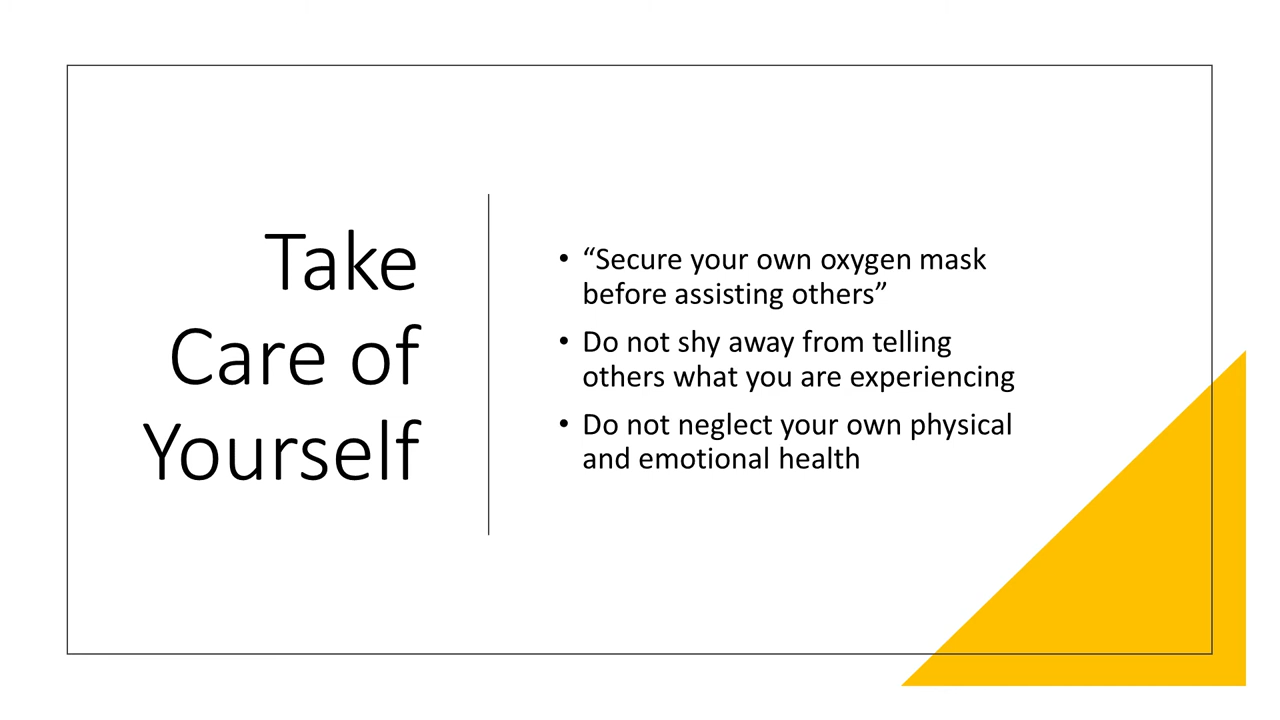 Take
Care of
Yourself
• “Secure your own oxygen mask
before assisting others”
• Do not shy away from telling
others what you are experiencing
• Do not neglect your own physical
and emotional health